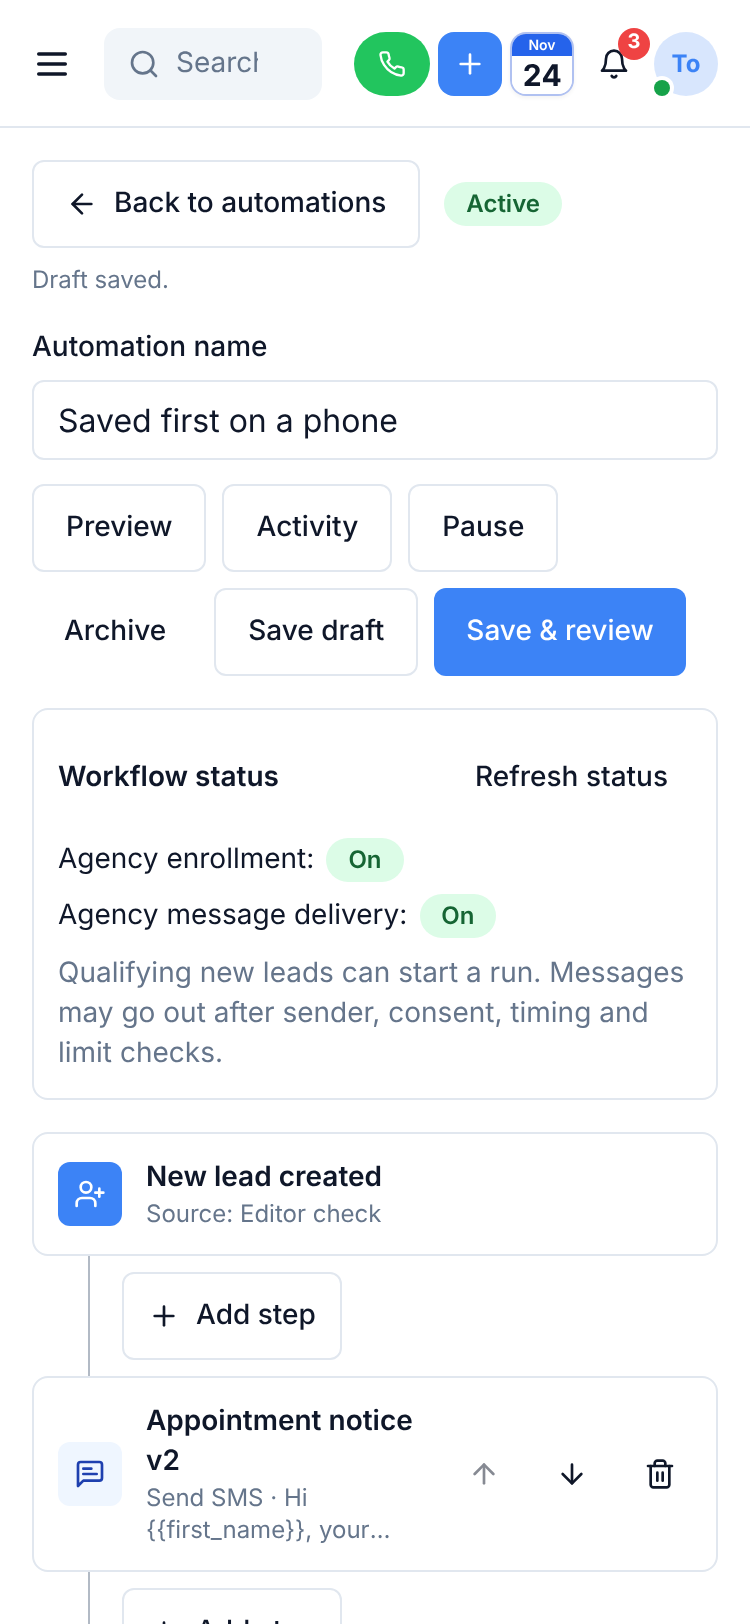 Search
Nov
24
3
To
Back to automations
Active
Draft saved.
Automation name
Saved first on a phone
Preview
Activity
Pause
Archive
Save draft
Save & review
Workflow status
Refresh status
Agency enrollment: On
Agency message delivery: On
Qualifying new leads can start a run. Messages
may go out after sender, consent, timing and
limit checks.
New lead created
Source: Editor check
Add step
Appointment notice
v2
Send SMS · Hi
{{first_name}}, your...